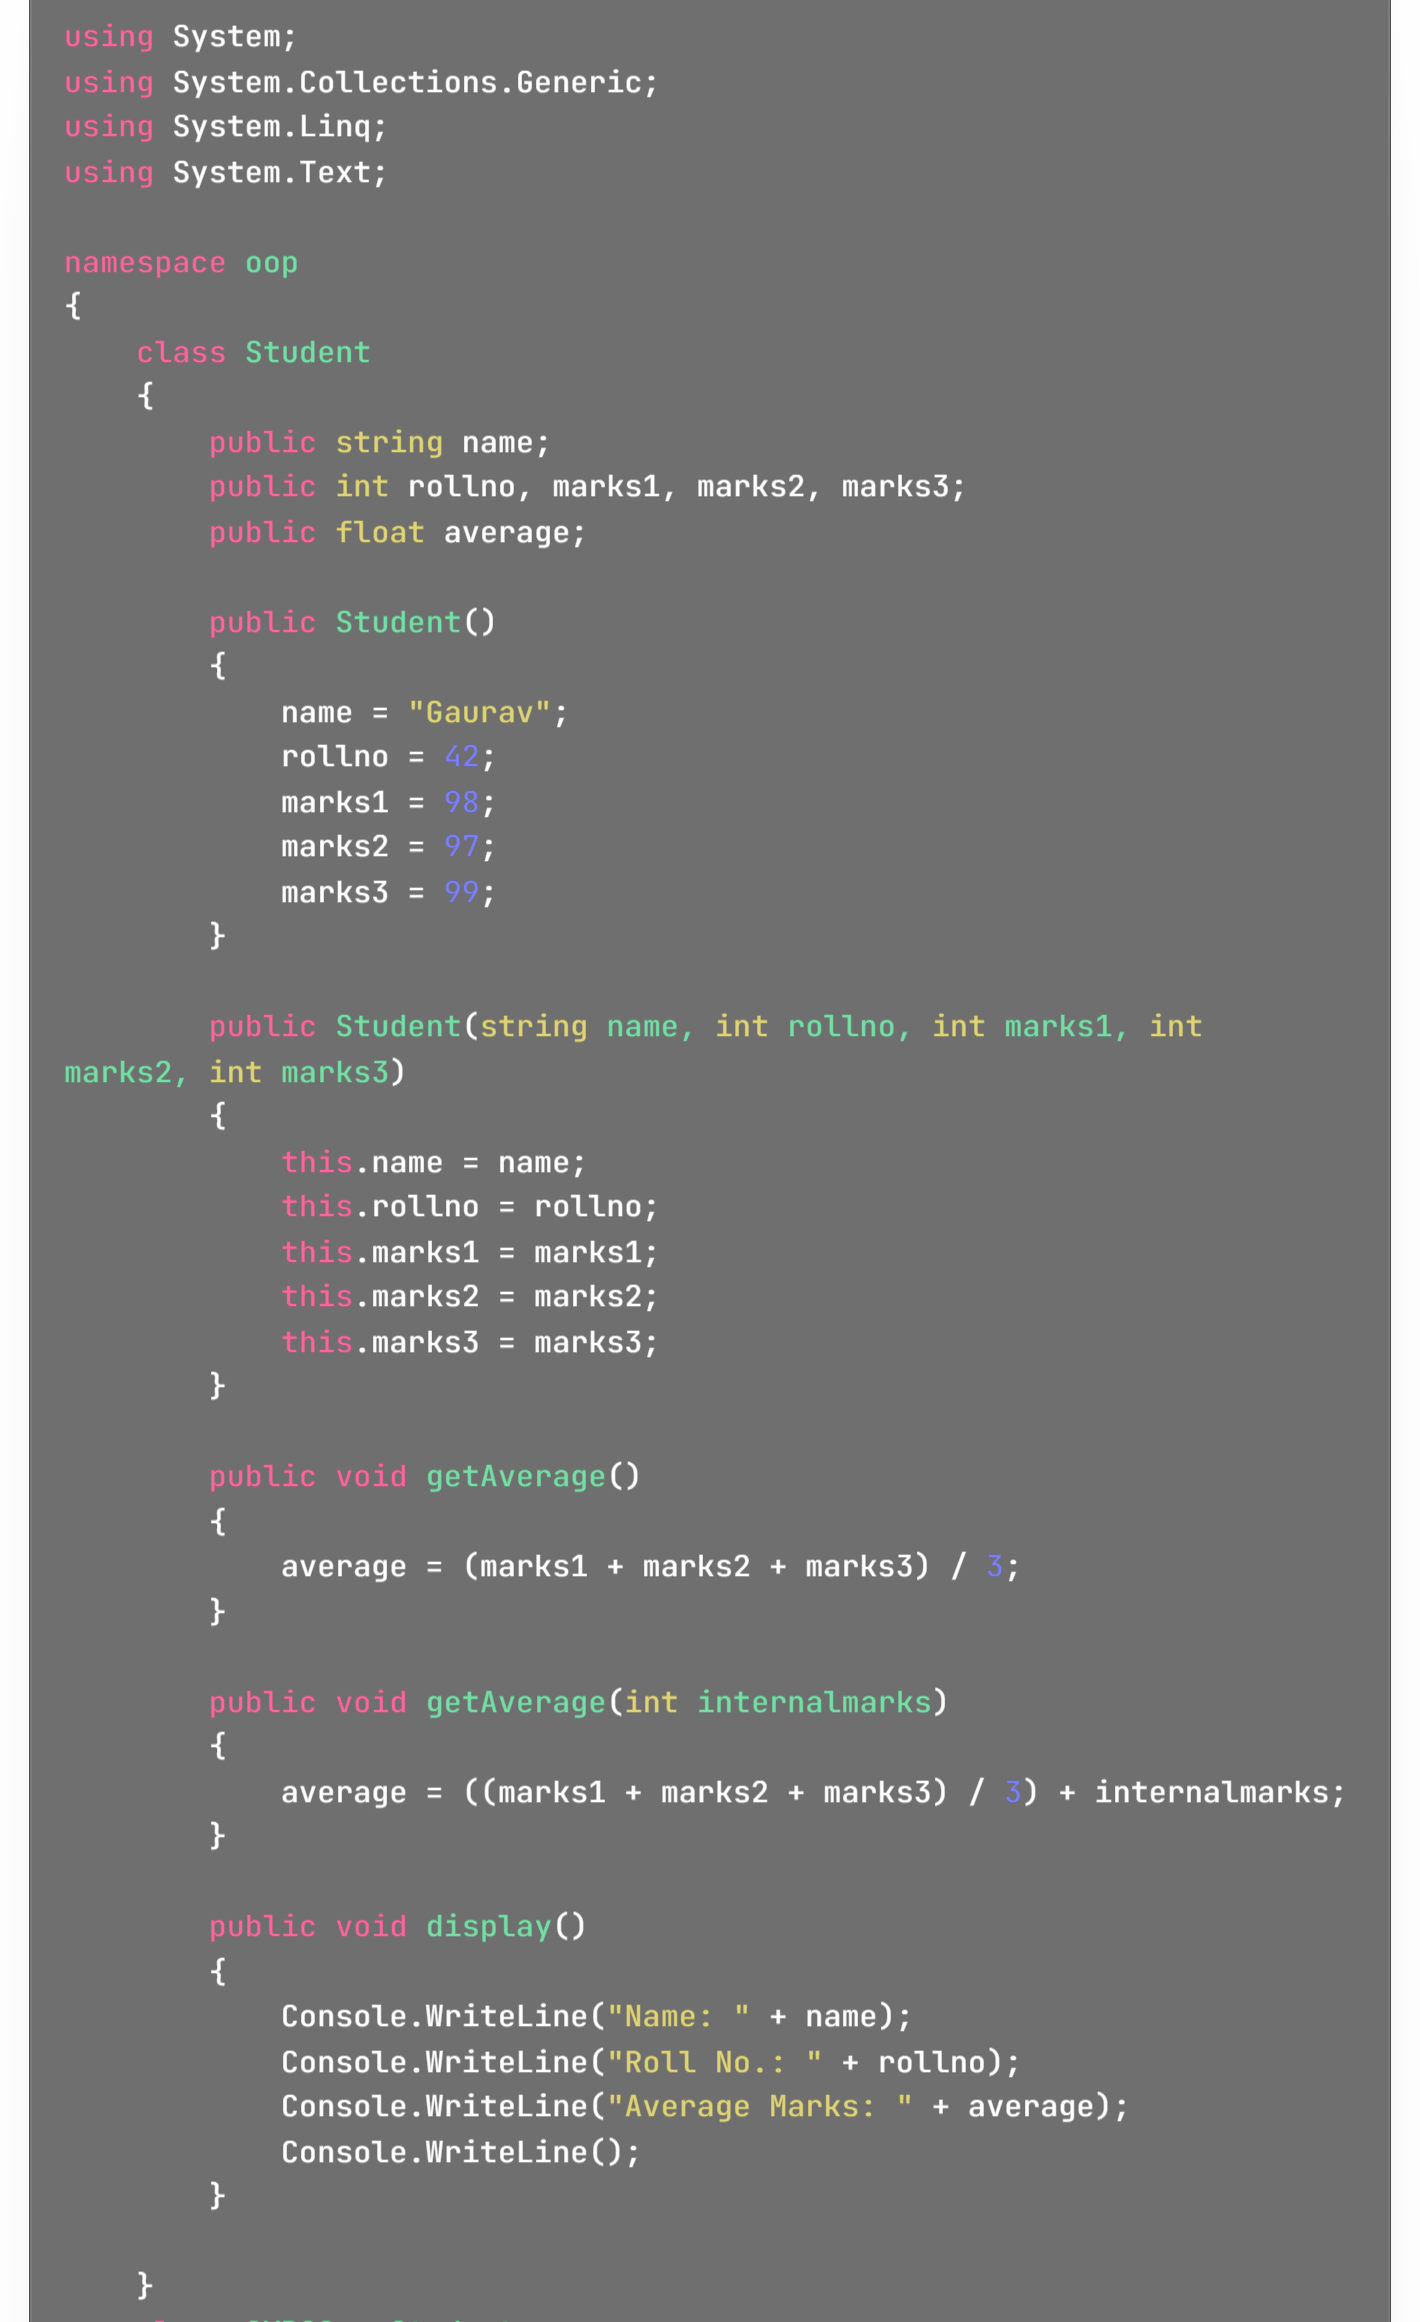 using System;
using System.Collections.Generic;
using System.Linq;
using System.Text;
namespace oop
{
class Student
{
public string name;
public int rollno, marks1, marks2, marks3;
public float average;
public Student()
{
name = "Gaurav";
rollno = 42;
marks1 = 98;
marks2 = 97;
marks3 = 99;
}
public Student(string name, int rollno, int marks1, int
marks2, int marks3)
{
this.name = name;
this.rollno = rollno;
this.marks1 = marks1;
this.marks2 = marks2;
this.marks3 = marks3;
}
public void getAverage()
{
average = (marks1 + marks2 + marks3) / 3;
}
public void getAverage(int internalmarks)
{
average = ((marks1 + marks2 + marks3) / 3) + internalmarks;
}
public void display()
{
Console.WriteLine("Name: " + name);
Console.WriteLine("Roll No.: " + rollno);
Console.WriteLine("Average Marks: " + average);
Console.WriteLine();
}
}